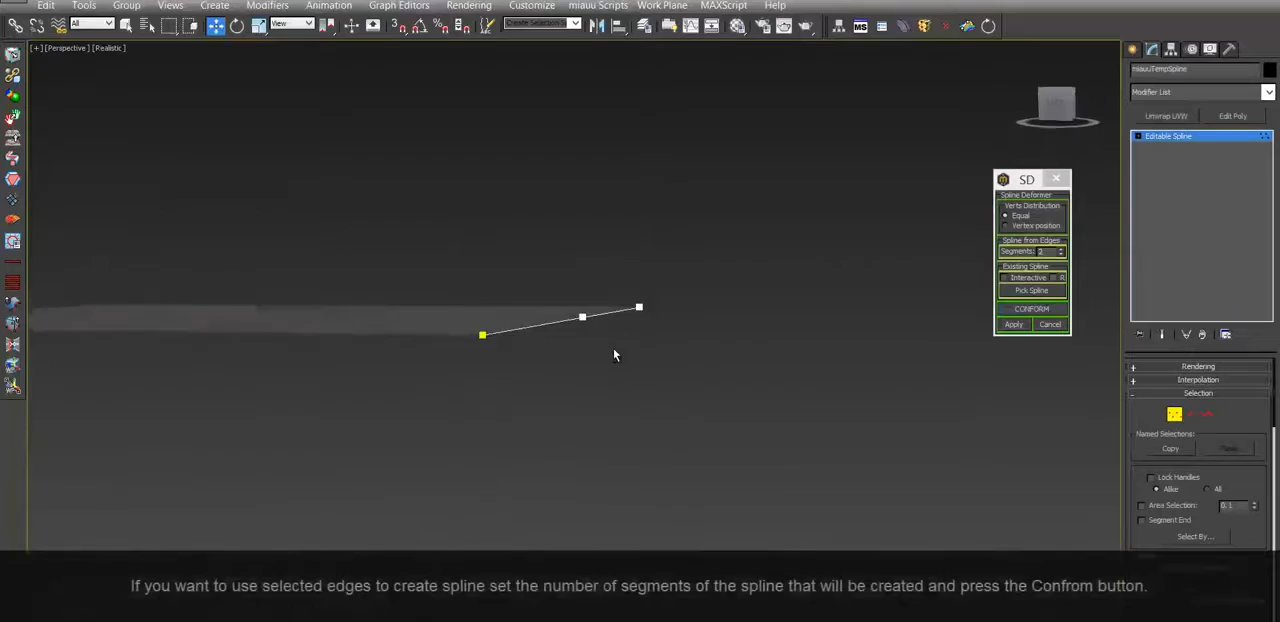 Edit Tools Group Views Create Modifiers Animation Graph Editors Rendering Customize miauu Scripts Work Plane MAXScript Help
All View Create Selection Se MS
[+] [Perspective] [Realistic]
miauuTempSpline
Modifier List
Unwrap UVW Edit Poly
Editable Spline
SD
Spline Deformer
Verts Distribution
Equal
Vertex position
Spline from Edges
Segments: 2
Existing Spline
Interactive R
Pick Spline
CONFORM
Apply Cancel
Rendering
Interpolation
Selection
Named Selections:
Copy
Lock Handles
Alike All
Area Selection: 0.1
Segment End
Select By...
If you want to use selected edges to create spline set the number of segments of the spline that will be created and press the Confrom button.